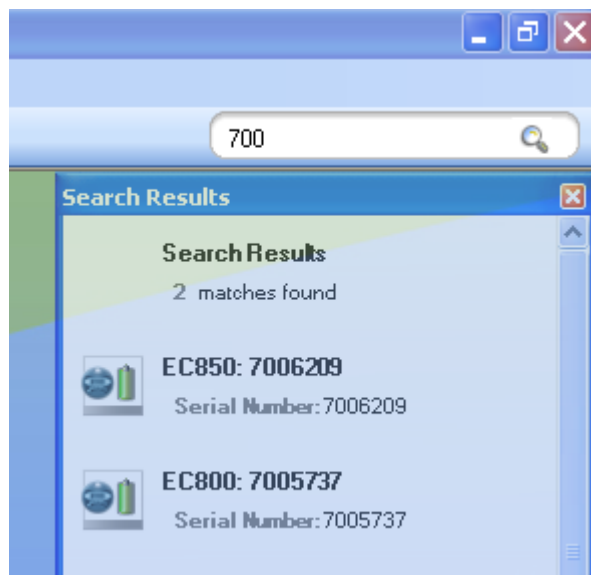 700
Search Results
Search Results
2 matches found
EC850: 7006209
Serial Number: 7006209
EC800: 7005737
Serial Number: 7005737